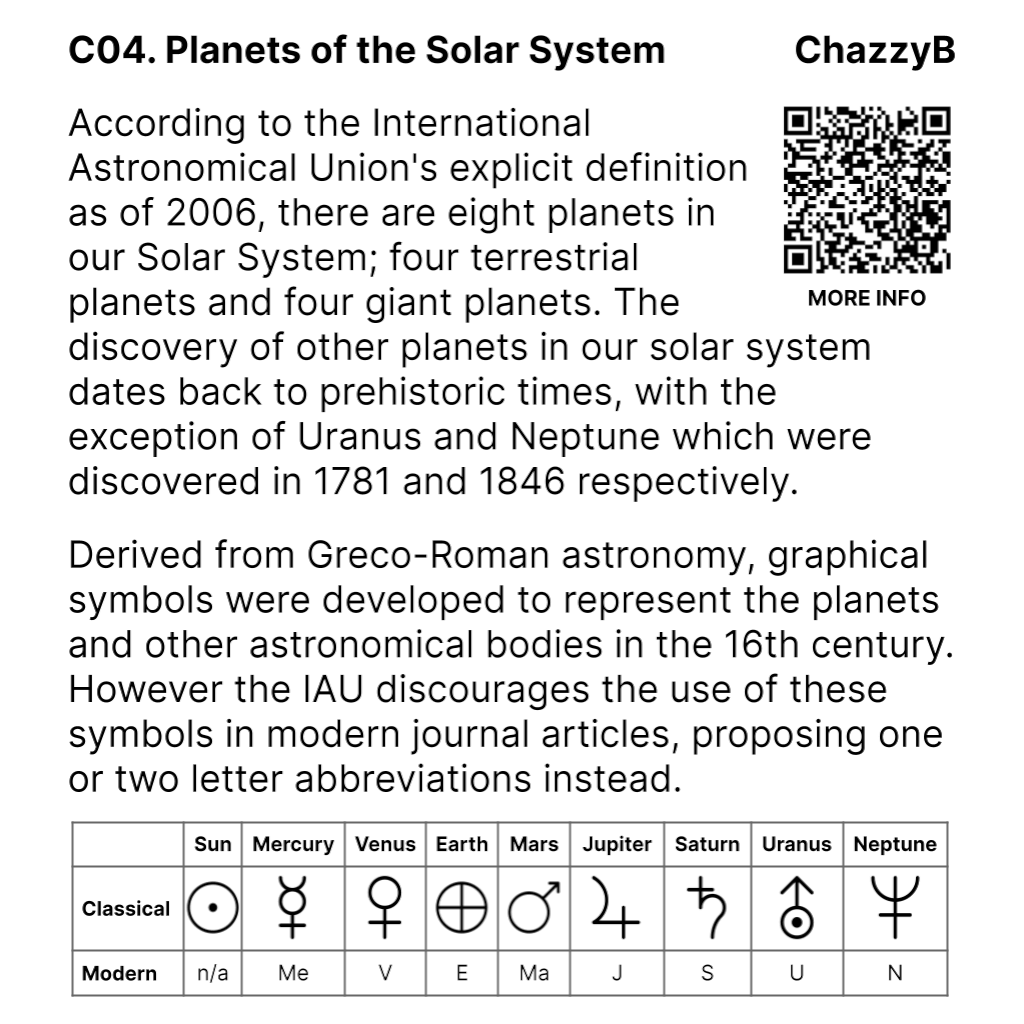 C04. Planets of the Solar System ChazzyB
According to the International
Astronomical Union's explicit definition
as of 2006, there are eight planets in
our Solar System; four terrestrial
planets and four giant planets. The
MORE INFO
discovery of other planets in our solar system
dates back to prehistoric times, with the
exception of Uranus and Neptune which were
discovered in 1781 and 1846 respectively.
Derived from Greco-Roman astronomy, graphical
symbols were developed to represent the planets
and other astronomical bodies in the 16th century.
However the IAU discourages the use of these
symbols in modern journal articles, proposing one
or two letter abbreviations instead.
Sun Mercury Venus Earth Mars Jupiter Saturn Uranus Neptune
Classical ☉ ☿ ♀ ⊕ ♂ ♃ ♄ ⛢ ♆
Modern n/a Me V E Ma J S U N